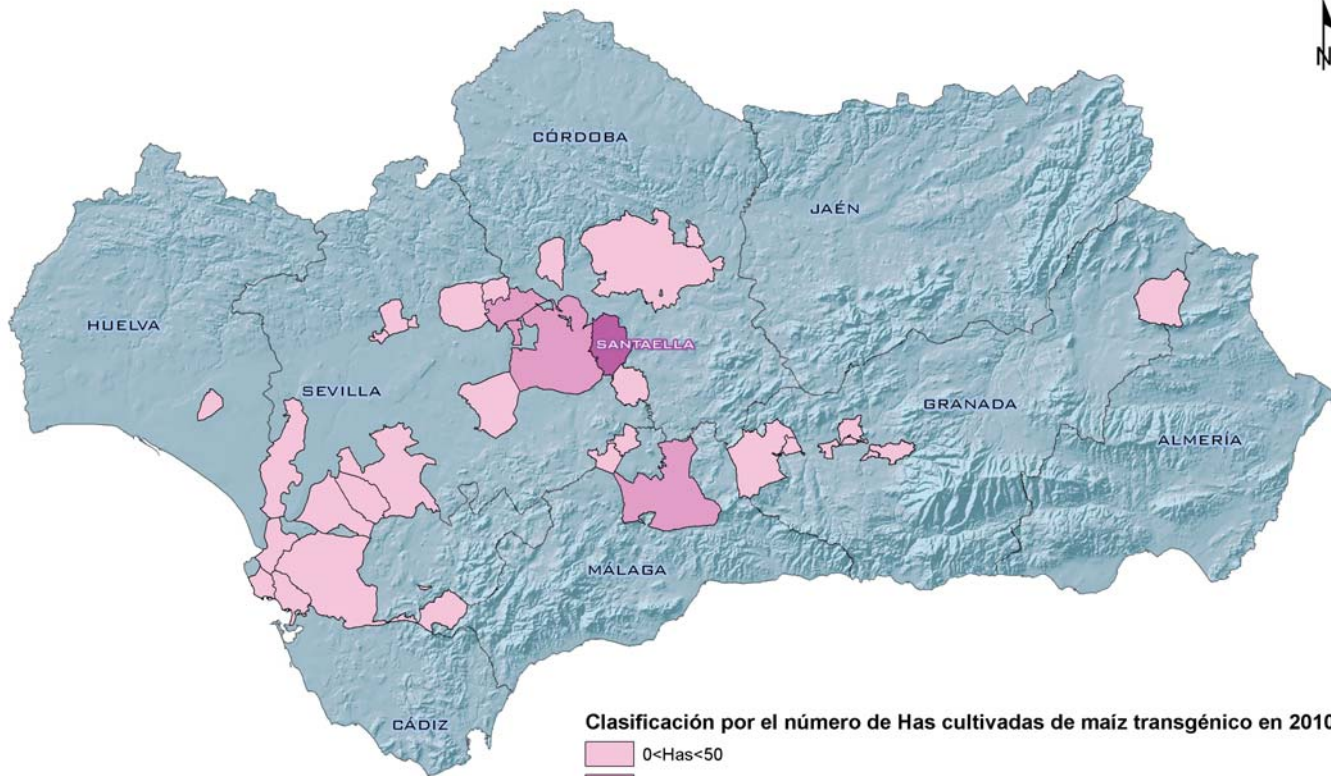 N
CÓRDOBA
JAÉN
HUELVA
SANTAELLA
SEVILLA
GRANADA
ALMERÍA
MÁLAGA
CÁDIZ
Clasificación por el número de Has cultivadas de maíz transgénico en 2010
0<Has<50